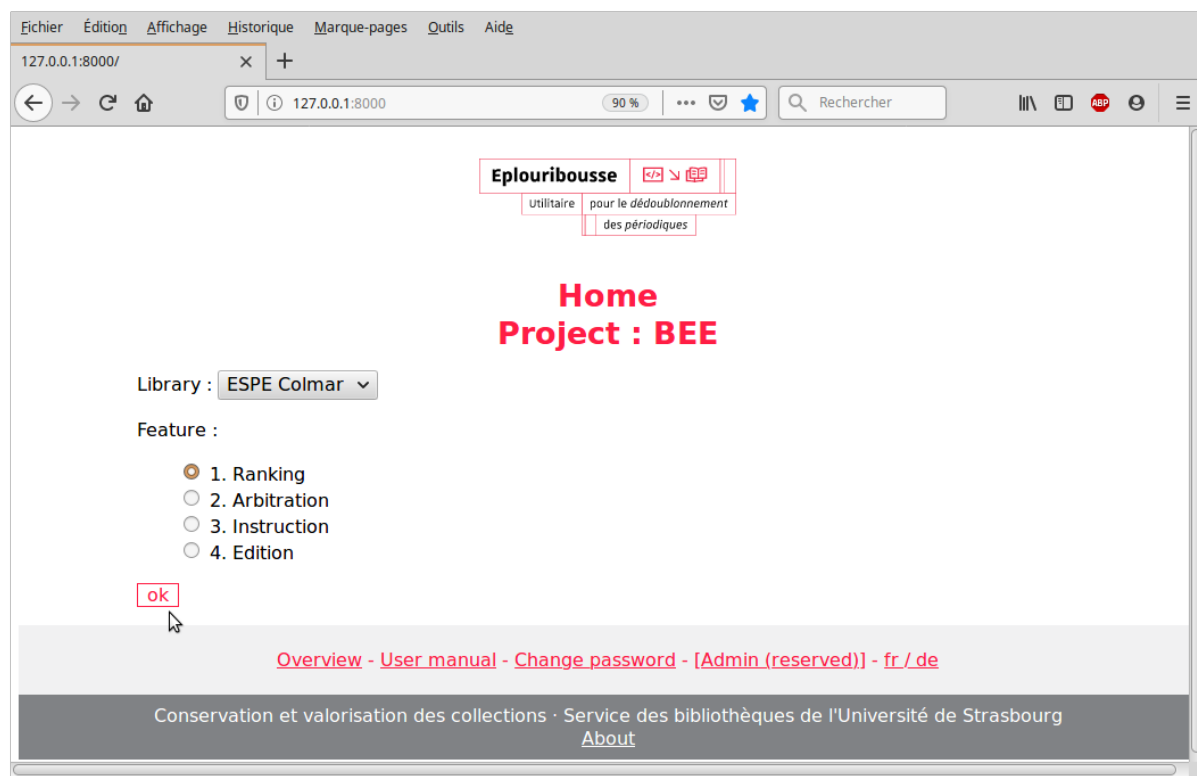 Fichier Édition Affichage Historique Marque-pages Outils Aide
127.0.0.1:8000/
127.0.0.1:8000 90 % Rechercher ABP
Eplouribousse </>
Utilitaire pour le dédoublonnement
des périodiques
Home
Project : BEE
Library : ESPE Colmar
Feature :
1. Ranking
2. Arbitration
3. Instruction
4. Edition
ok
Overview - User manual - Change password - [Admin (reserved)] - fr / de
Conservation et valorisation des collections · Service des bibliothèques de l'Université de Strasbourg
About